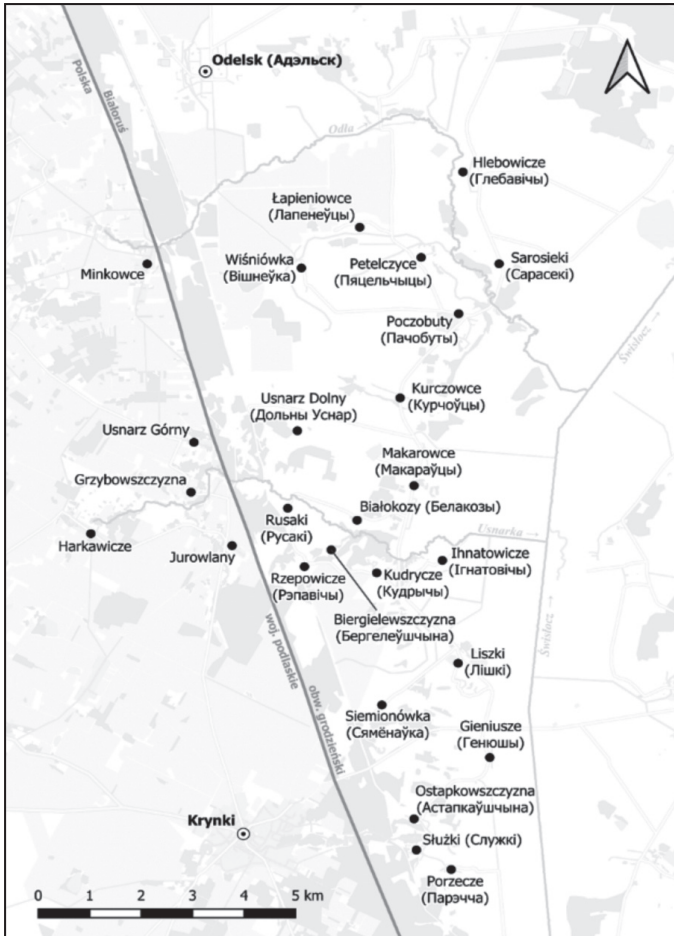 Odelsk (Адэльск)
Polska
Białoruś
Odla
Hlebowicze
(Глебавічы)
Łapieniowce
(Лапенеўцы)
Wiśniówka
(Вішнеўка)
Petelczyce
(Пяцельчыцы)
Sarosieki
(Сарасекі)
Minkowce
Poczobuty
(Пачобуты)
Świsłocz
Kurczowce
(Курчоўцы)
Usnarz Dolny
(Дольны Уснар)
Usnarz Górny
Makarowce
(Макараўцы)
Grzybowszczyzna
Białokozy (Белакозы)
Rusaki
(Русакі)
Usnarka →
Harkawicze
Jurowlany
Ihnatowicze
(Ігнатовічы)
Rzepowicze
(Рэпавічы)
Kudrycze
(Кудрычы)
Biergielewszczyzna
(Бергелеўшчына)
woj. podlaskie
obw. grodzieński
Świsłocz →
Liszki
(Лішкі)
Siemionówka
(Сямёнаўка)
Gieniusze
(Генюшы)
Ostapkowszczyzna
(Астапкаўшчына)
Krynki
Służki (Служкі)
Porzecze
(Парэчча)
0 1 2 3 4 5 km